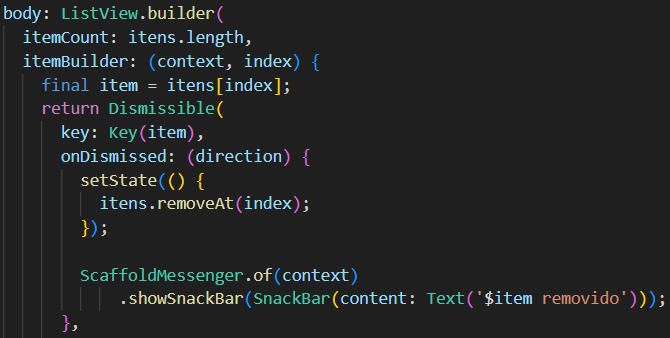 body: ListView.builder(
  itemCount: itens.length,
  itemBuilder: (context, index) {
    final item = itens[index];
    return Dismissible(
      key: Key(item),
      onDismissed: (direction) {
        setState(() {
          itens.removeAt(index);
        });

        ScaffoldMessenger.of(context)
            .showSnackBar(SnackBar(content: Text('$item removido')));
      },